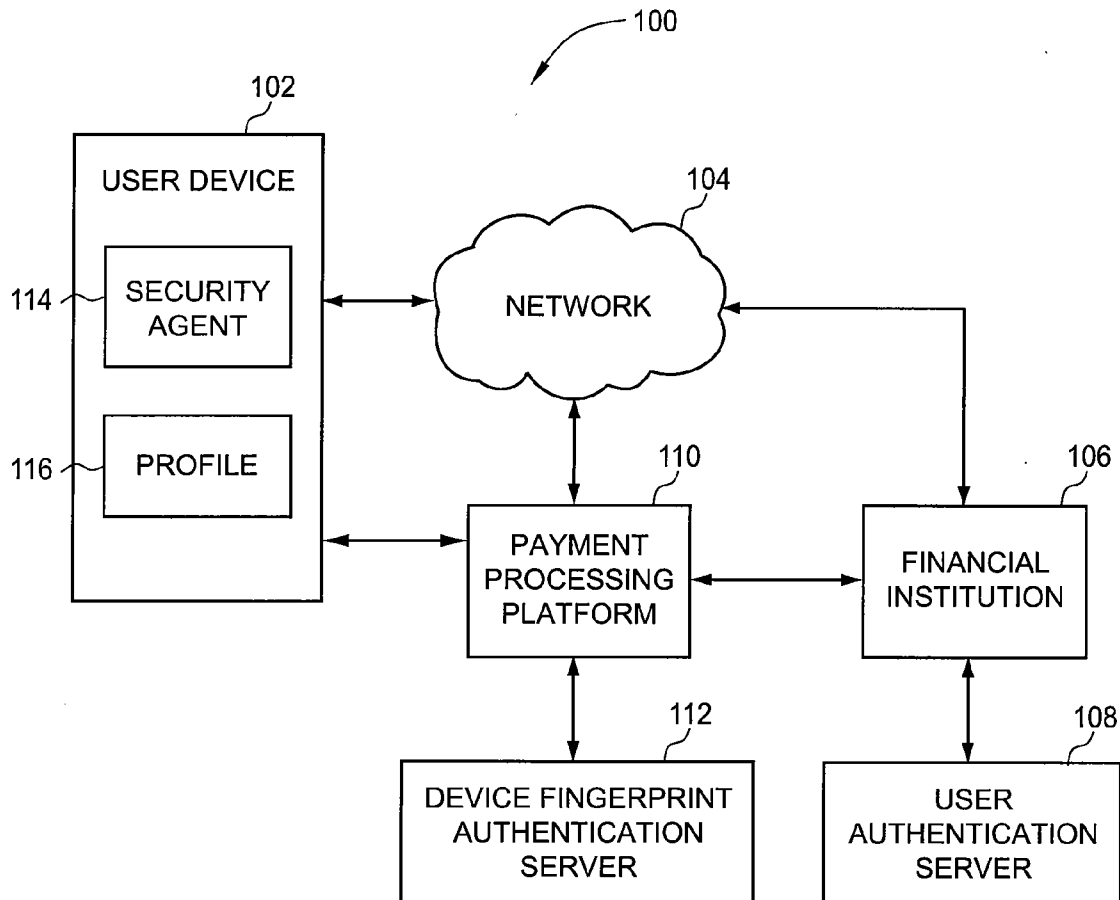 100
102
USER DEVICE
104
114
SECURITY
AGENT
NETWORK
116
PROFILE
110
106
PAYMENT
PROCESSING
PLATFORM
FINANCIAL
INSTITUTION
112
108
DEVICE FINGERPRINT
AUTHENTICATION
SERVER
USER
AUTHENTICATION
SERVER